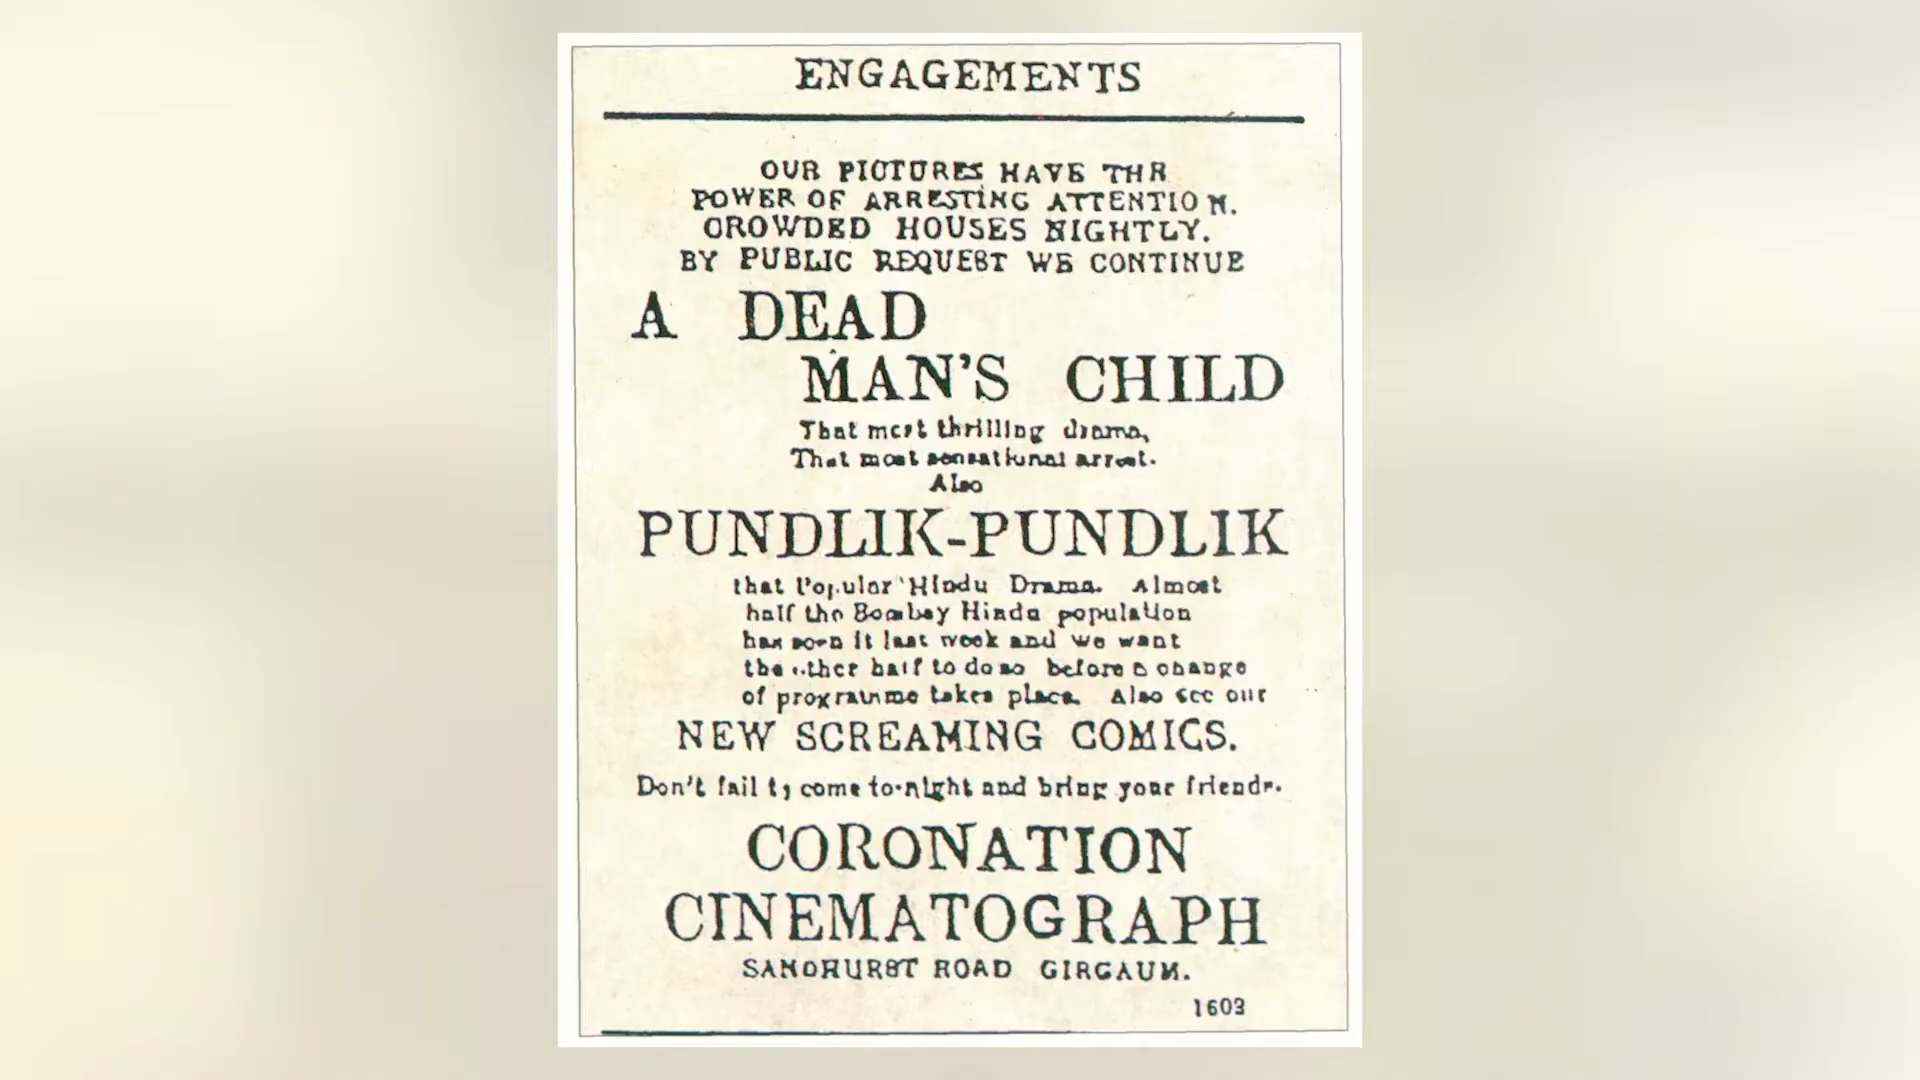 ENGAGEMENTS
OUR PICTURES HAVE THR
POWER OF ARRESTING ATTENTION.
CROWDED HOUSES NIGHTLY.
BY PUBLIC REQUEST WE CONTINUE
A DEAD
MAN'S CHILD
That most thrilling drama,
That most sensational arrest.
Also
PUNDLIK-PUNDLIK
that Popular Hindu Drama. Almost
half the Bombay Hindu population
has seen it last week and we want
the other half to do so before a change
of programme takes place. Also see our
NEW SCREAMING COMICS.
Don't fail to come to-night and bring your friends.
CORONATION
CINEMATOGRAPH
SANDHURST ROAD GIRGAUM.
1603